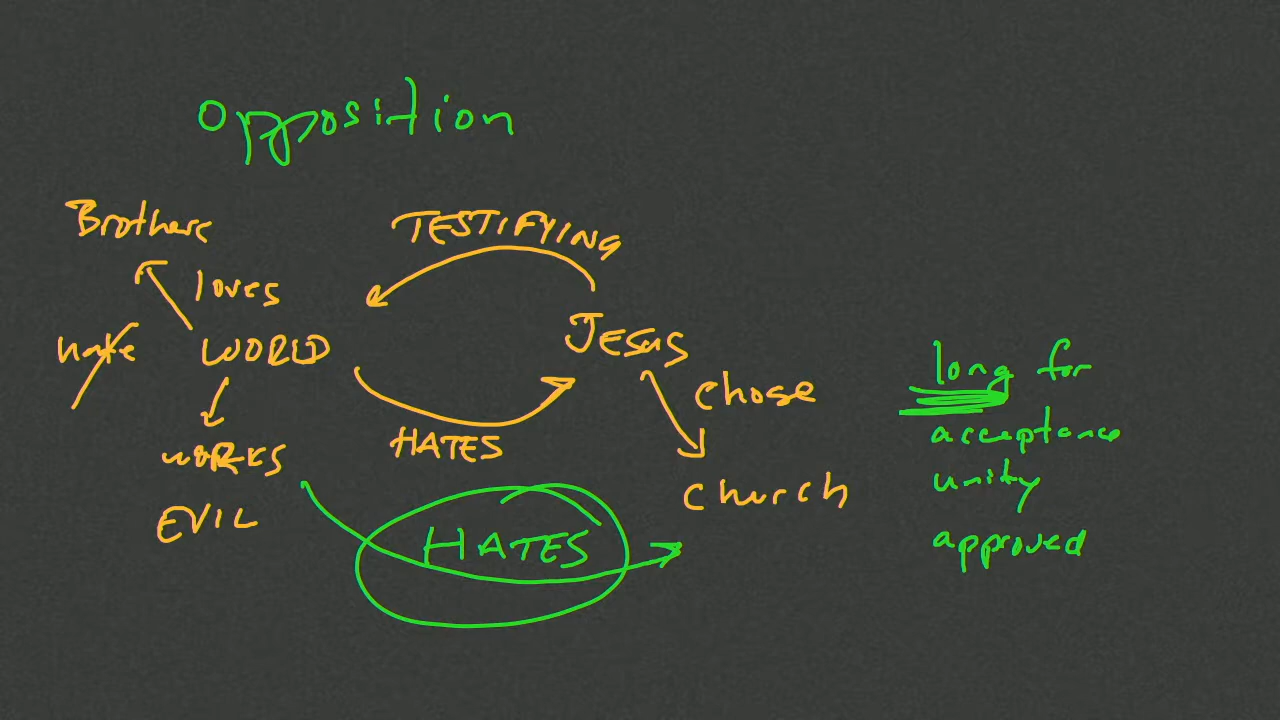 opposition
Brothers
TESTIFYING
loves
hate
WORLD
JESUS
chose
HATES
WORKS
EVIL
church
HATES
long for
acceptance
unity
approved